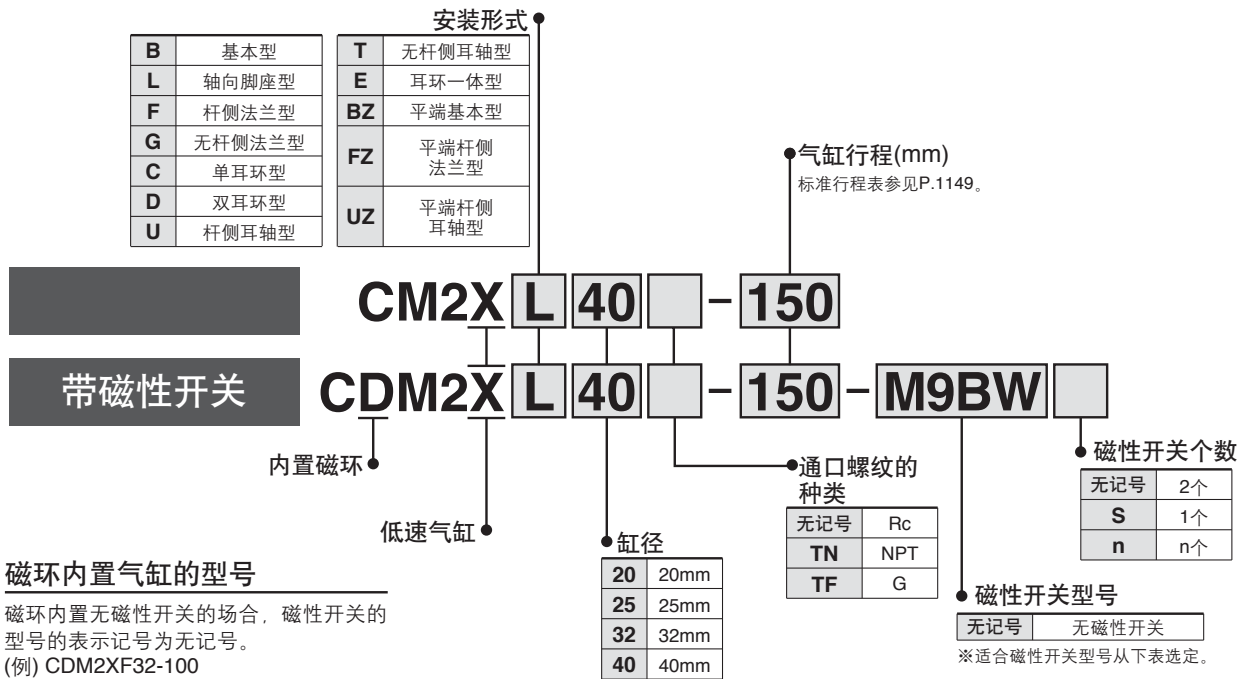 安装形式
B 基本型
L 轴向脚座型
F 杆侧法兰型
G 无杆侧法兰型
C 单耳环型
D 双耳环型
U 杆侧耳轴型
T 无杆侧耳轴型
E 耳环一体型
BZ 平端基本型
FZ 平端杆侧
法兰型
UZ 平端杆侧
耳轴型
气缸行程(mm)
标准行程表参见P.1149。
CM2X L 40 - 150
带磁性开关 CDM2X L 40 - 150 - M9BW
内置磁环
低速气缸
缸径
20 20mm
25 25mm
32 32mm
40 40mm
通口螺纹的
种类
无记号 Rc
TN NPT
TF G
磁性开关个数
无记号 2个
S 1个
n n个
磁性开关型号
无记号 无磁性开关
※适合磁性开关型号从下表选定。
磁环内置气缸的型号
磁环内置无磁性开关的场合，磁性开关的
型号的表示记号为无记号。
(例) CDM2XF32-100